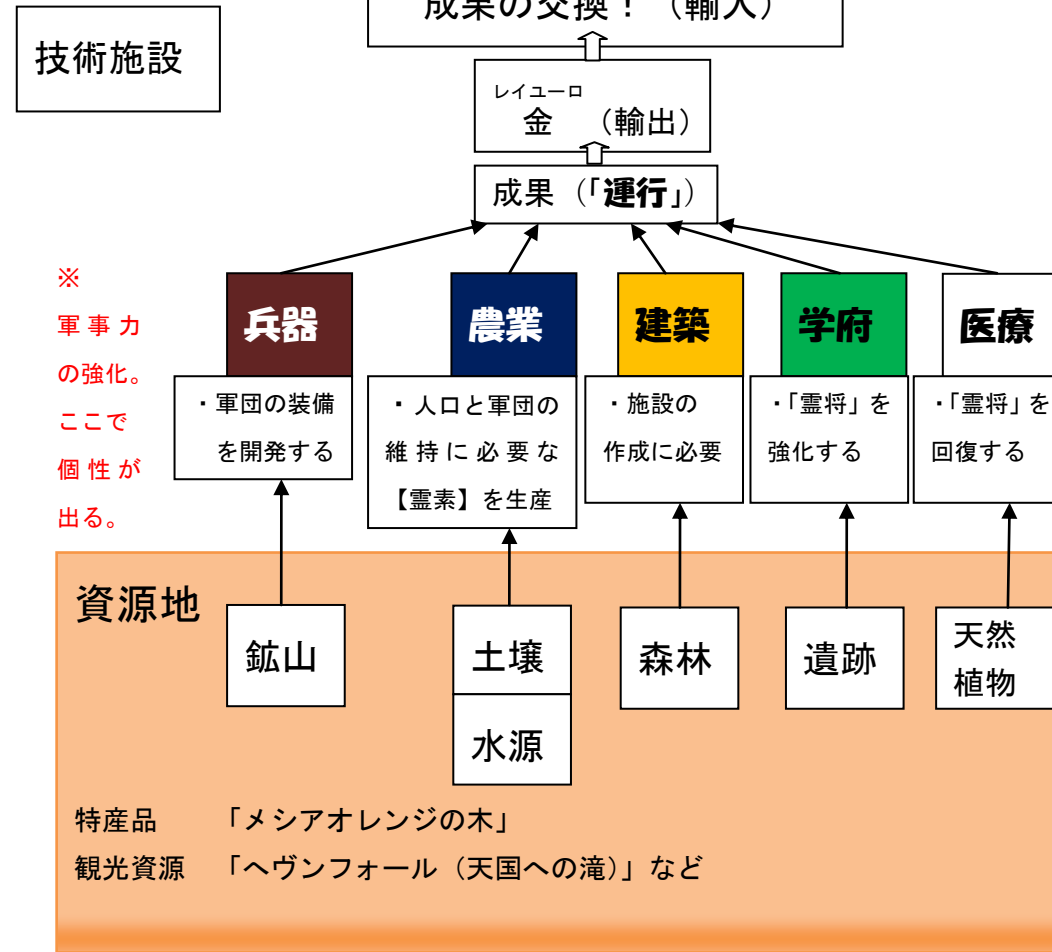 成果の交換！（輸入）
技術施設
レイユーロ
金　（輸出）
成果（「運行」）
※
軍事力
の強化。
ここで
個性が
出る。
兵器
・軍団の装備
を開発する
農業
・人口と軍団の
維持に必要な
【霊素】を生産
建築
・施設の
作成に必要
学府
・「霊将」を
強化する
医療
・「霊将」を
回復する
資源地
鉱山
土壌
水源
森林
遺跡
天然
植物
特産品　「メシアオレンジの木」
観光資源　「ヘヴンフォール（天国への滝）」など